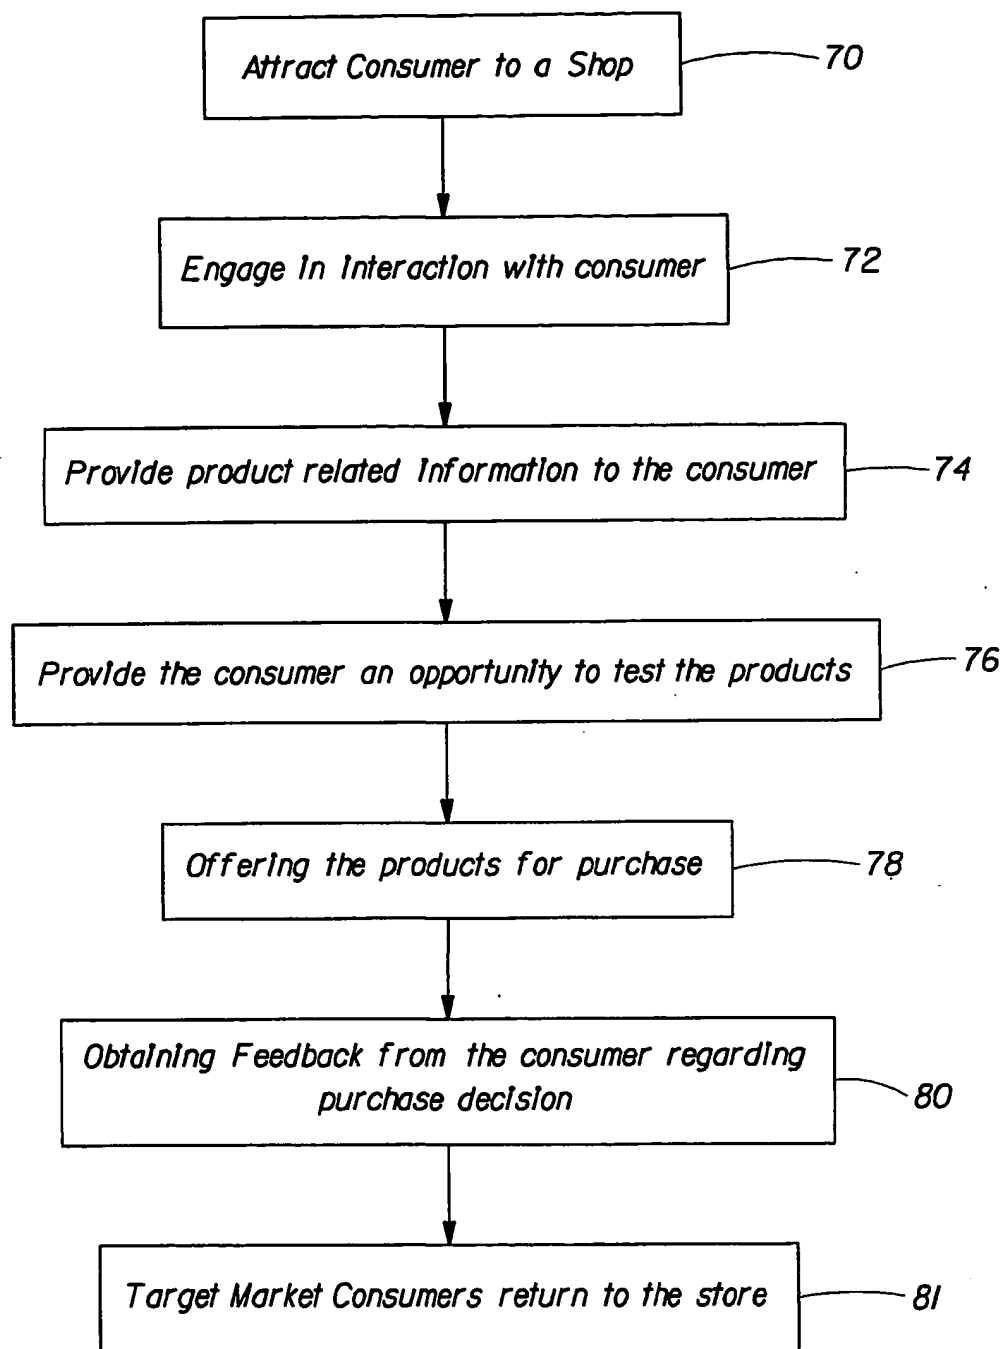 Attract Consumer to a Shop
70
Engage in interaction with consumer
72
Provide product related information to the consumer
74
Provide the consumer an opportunity to test the products
76
Offering the products for purchase
78
Obtaining Feedback from the consumer regarding
purchase decision
80
Target Market Consumers return to the store
81